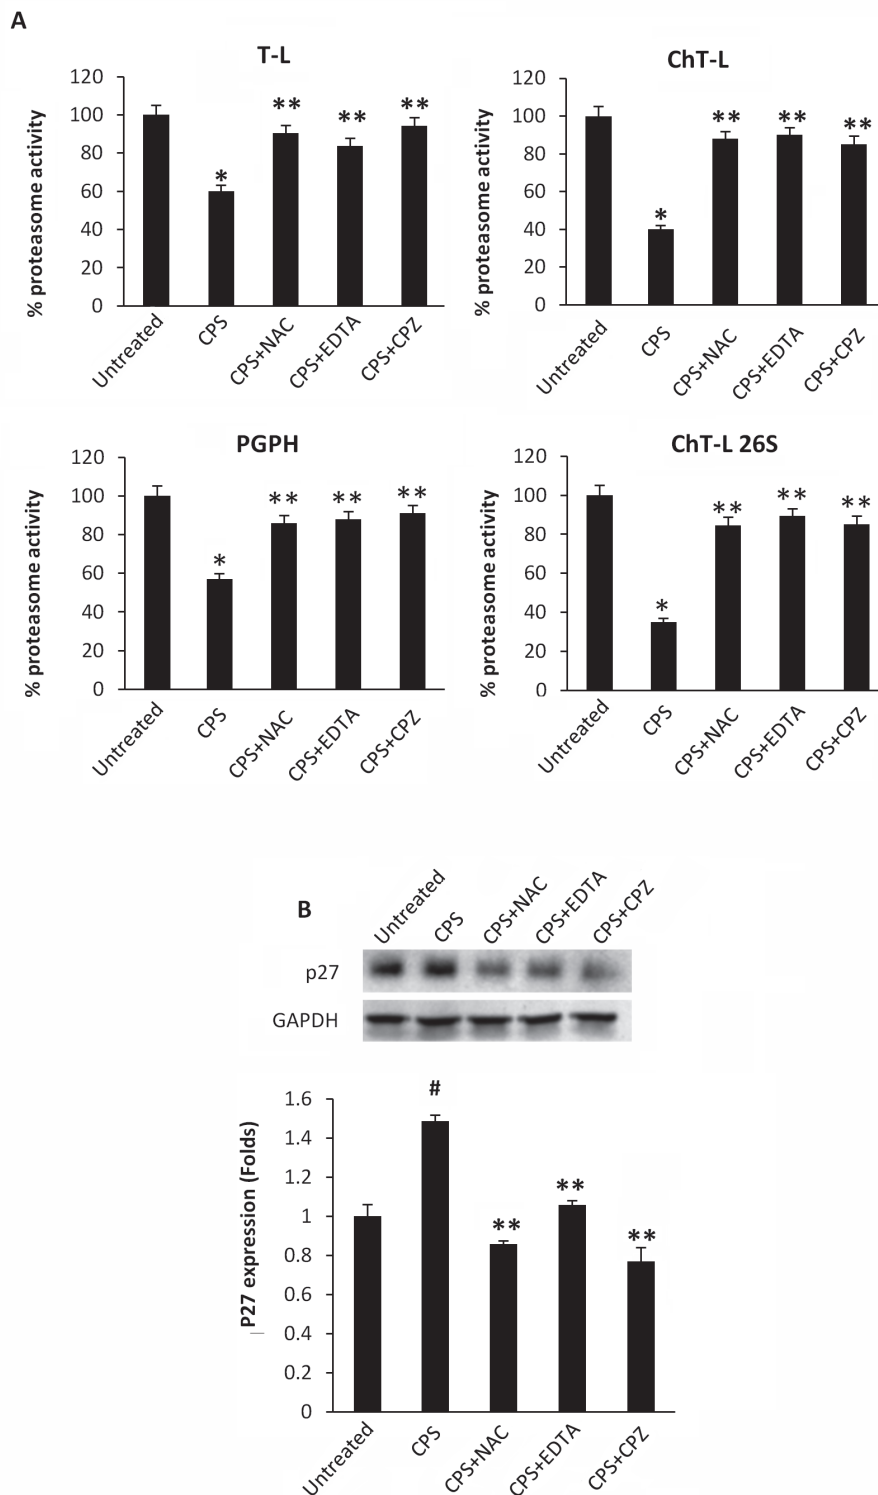 A
T-L
% proteasome activity
120
100
80
60
40
20
0
*
**
**
**
Untreated
CPS
CPS+NAC
CPS+EDTA
CPS+CPZ
ChT-L
% proteasome activity
120
100
80
60
40
20
0
*
**
**
**
Untreated
CPS
CPS+NAC
CPS+EDTA
CPS+CPZ
PGPH
% proteasome activity
120
100
80
60
40
20
0
*
**
**
**
Untreated
CPS
CPS+NAC
CPS+EDTA
CPS+CPZ
ChT-L 26S
% proteasome activity
120
100
80
60
40
20
0
*
**
**
**
Untreated
CPS
CPS+NAC
CPS+EDTA
CPS+CPZ
B
Untreated
CPS
CPS+NAC
CPS+EDTA
CPS+CPZ
p27
GAPDH
P27 expression (Folds)
1.6
1.4
1.2
1
0.8
0.6
0.4
0.2
0
#
**
**
**
Untreated
CPS
CPS+NAC
CPS+EDTA
CPS+CPZ